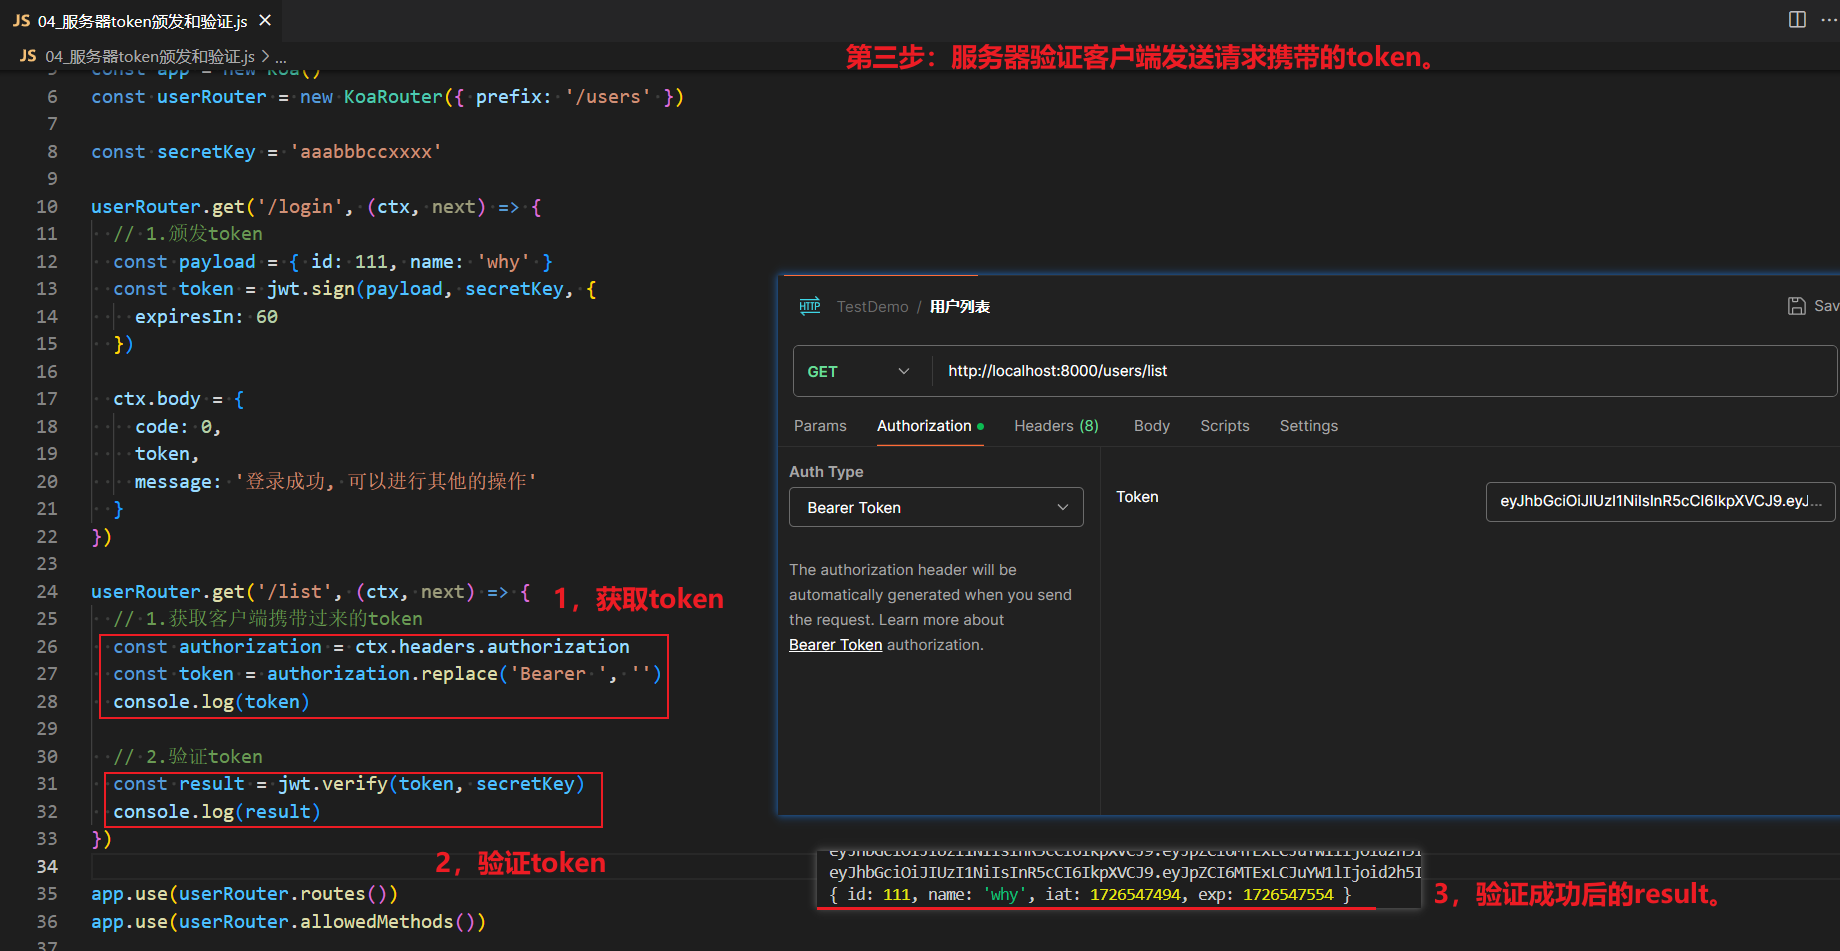 JS 04_服务器token颁发和验证.js ×
JS 04_服务器token颁发和验证.js > ...
第三步：服务器验证客户端发送请求携带的token。
5 const app = new Koa()
6 const userRouter = new KoaRouter({ prefix: '/users' })
7
8 const secretKey = 'aaabbbccxxxx'
9
10 userRouter.get('/login', (ctx, next) => {
11 // 1.颁发token
12 const payload = { id: 111, name: 'why' }
13 const token = jwt.sign(payload, secretKey, {
14 expiresIn: 60
15 })
16
17 ctx.body = {
18 code: 0,
19 token,
20 message: '登录成功, 可以进行其他的操作'
21 }
22 })
23
24 userRouter.get('/list', (ctx, next) => {
1，获取token
25 // 1.获取客户端携带过来的token
26 const authorization = ctx.headers.authorization
27 const token = authorization.replace('Bearer ', '')
28 console.log(token)
29
30 // 2.验证token
31 const result = jwt.verify(token, secretKey)
32 console.log(result)
33 })
2，验证token
34
35 app.use(userRouter.routes())
36 app.use(userRouter.allowedMethods())
37
HTTP TestDemo / 用户列表
Sav
GET http://localhost:8000/users/list
Params Authorization Headers (8) Body Scripts Settings
Auth Type
Bearer Token
Token
eyJhbGciOiJIUzI1NiIsInR5cCI6IkpXVCJ9.eyJ...
The authorization header will be
automatically generated when you send
the request. Learn more about
Bearer Token authorization.
eyJhbGciOiJIUzI1NiIsInR5cCI6IkpXVCJ9.eyJpZCI6MTExLCJuYW1lIjoid2h5I
eyJhbGciOiJIUzI1NiIsInR5cCI6IkpXVCJ9.eyJpZCI6MTExLCJuYW1lIjoid2h5I
{ id: 111, name: 'why', iat: 1726547494, exp: 1726547554 }
3，验证成功后的result。